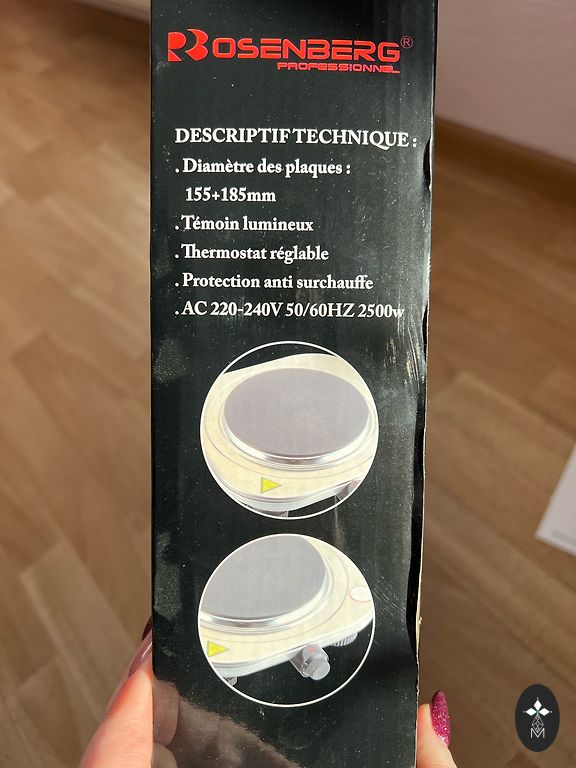 ROSENBERG®
PROFESSIONNEL
DESCRIPTIF TECHNIQUE :
. Diamètre des plaques :
155+185mm
. Témoin lumineux
. Thermostat réglable
. Protection anti surchauffe
. AC 220-240V 50/60HZ 2500w